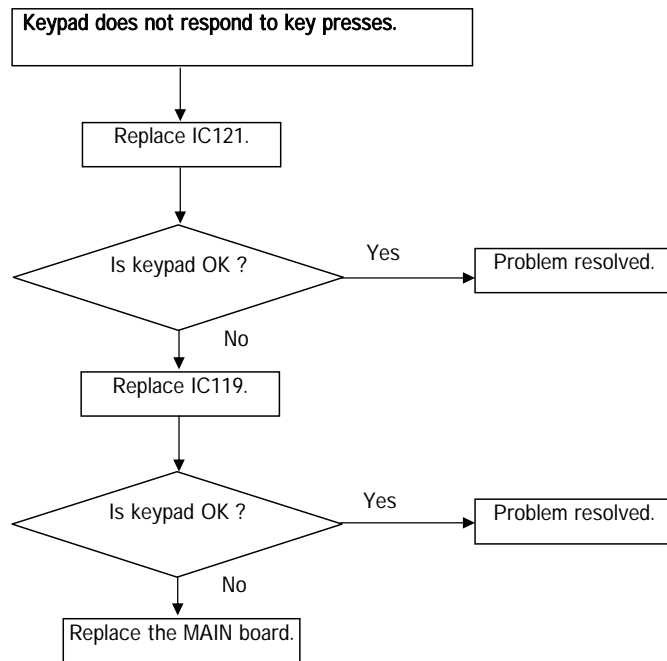 Keypad does not respond to key presses.
Replace IC121.
Is keypad OK ?
Yes
Problem resolved.
No
Replace IC119.
Is keypad OK ?
Yes
Problem resolved.
No
Replace the MAIN board.